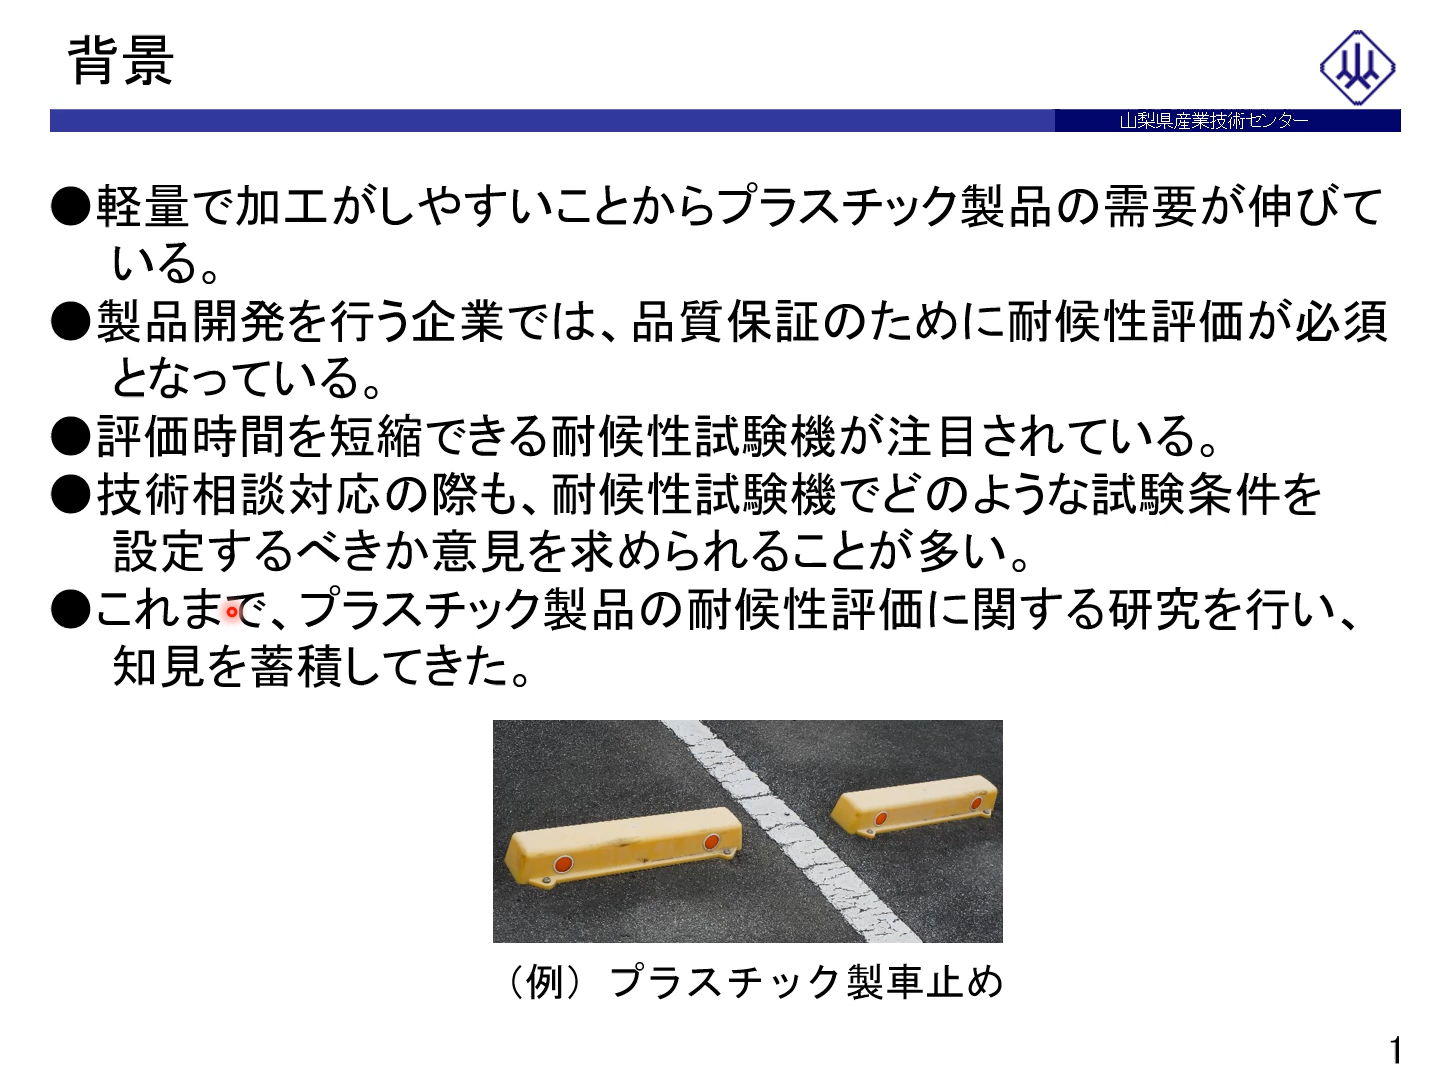 背景
山梨県産業技術センター
●軽量で加工がしやすいことからプラスチック製品の需要が伸びて
いる。
●製品開発を行う企業では、品質保証のために耐候性評価が必須
となっている。
●評価時間を短縮できる耐候性試験機が注目されている。
●技術相談対応の際も、耐候性試験機でどのような試験条件を
設定するべきか意見を求められることが多い。
●これまで、プラスチック製品の耐候性評価に関する研究を行い、
知見を蓄積してきた。
（例） プラスチック製車止め
1